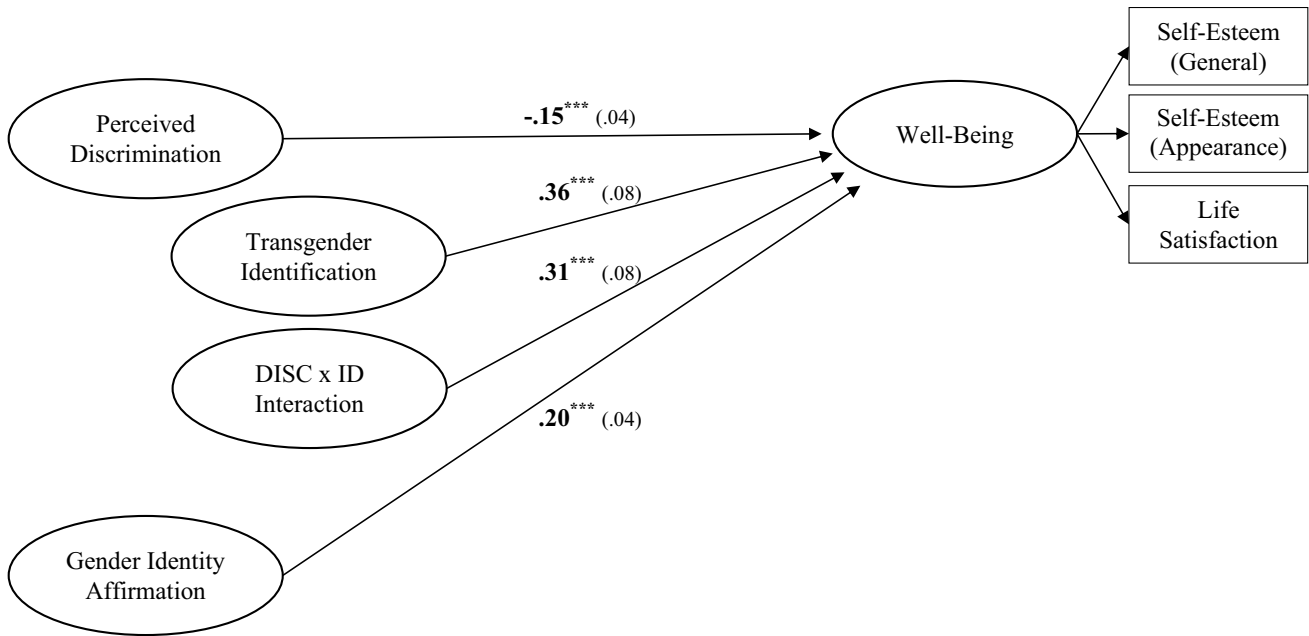 Self-Esteem
(General)
Perceived
Discrimination
-.15*** (.04)
Well-Being
Self-Esteem
(Appearance)
.36*** (.08)
Life
Satisfaction
Transgender
Identification
.31*** (.08)
DISC x ID
Interaction
.20*** (.04)
Gender Identity
Affirmation